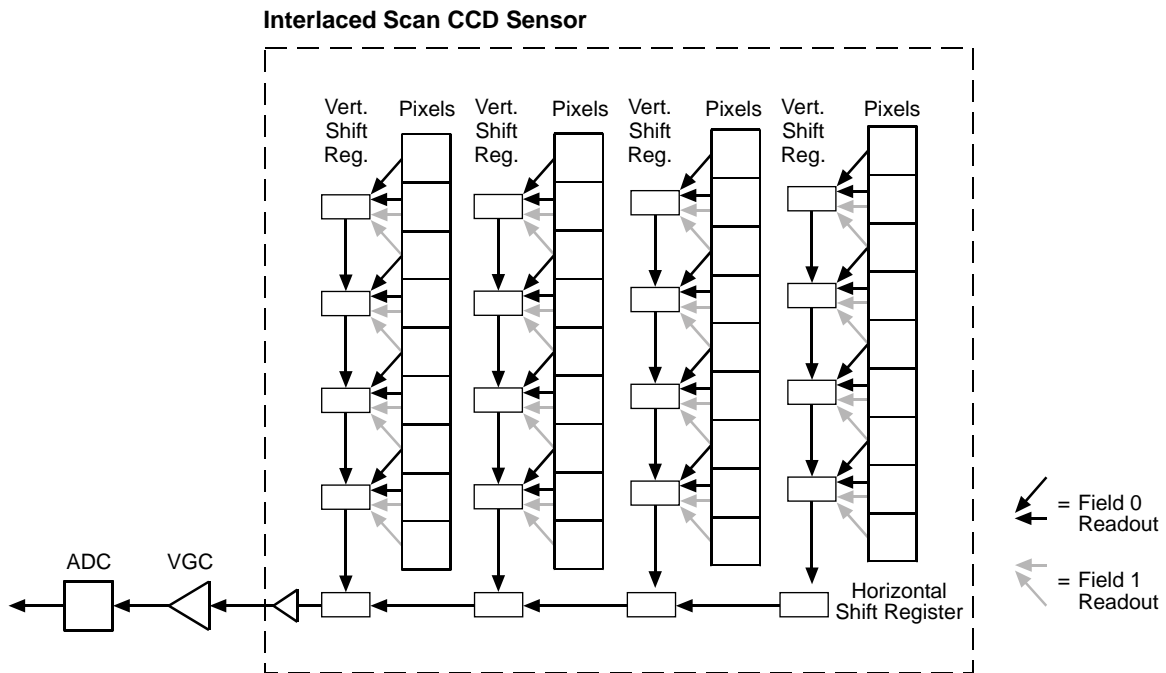 Interlaced Scan CCD Sensor
Vert.
Shift
Reg.
Pixels
Vert.
Shift
Reg.
Pixels
Vert.
Shift
Reg.
Pixels
Vert.
Shift
Reg.
Pixels
= Field 0
Readout
= Field 1
Readout
ADC
VGC
Horizontal
Shift Register